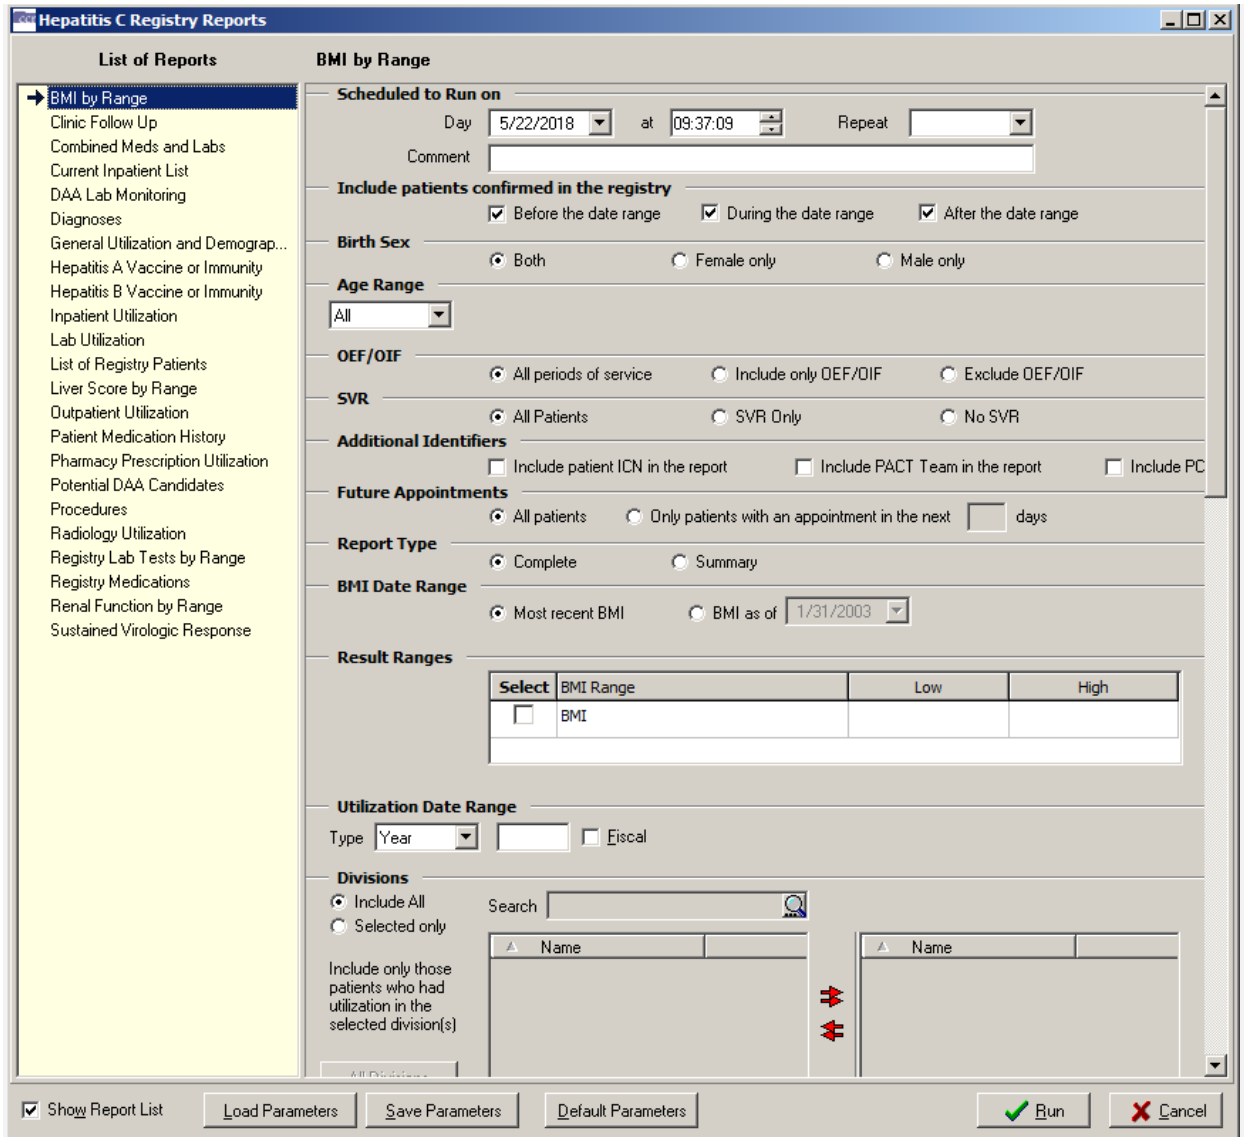 Hepatitis C Registry Reports
List of Reports
BMI by Range
BMI by Range
Clinic Follow Up
Combined Meds and Labs
Current Inpatient List
DAA Lab Monitoring
Diagnoses
General Utilization and Demograp...
Hepatitis A Vaccine or Immunity
Hepatitis B Vaccine or Immunity
Inpatient Utilization
Lab Utilization
List of Registry Patients
Liver Score by Range
Outpatient Utilization
Patient Medication History
Pharmacy Prescription Utilization
Potential DAA Candidates
Procedures
Radiology Utilization
Registry Lab Tests by Range
Registry Medications
Renal Function by Range
Sustained Virologic Response
Scheduled to Run on
Day 5/22/2018 at 09:37:09 Repeat
Comment
Include patients confirmed in the registry
Before the date range During the date range After the date range
Birth Sex
Both Female only Male only
Age Range
All
OEF/OIF
All periods of service Include only OEF/OIF Exclude OEF/OIF
SVR
All Patients SVR Only No SVR
Additional Identifiers
Include patient ICN in the report Include PACT Team in the report Include PC
Future Appointments
All patients Only patients with an appointment in the next days
Report Type
Complete Summary
BMI Date Range
Most recent BMI BMI as of 1/31/2003
Result Ranges
Select BMI Range Low High
BMI
Utilization Date Range
Type Year Fiscal
Divisions
Include All
Selected only
Search
Include only those
patients who had
utilization in the
selected division(s)
Name Name
All Divisions
Show Report List Load Parameters Save Parameters Default Parameters Run Cancel